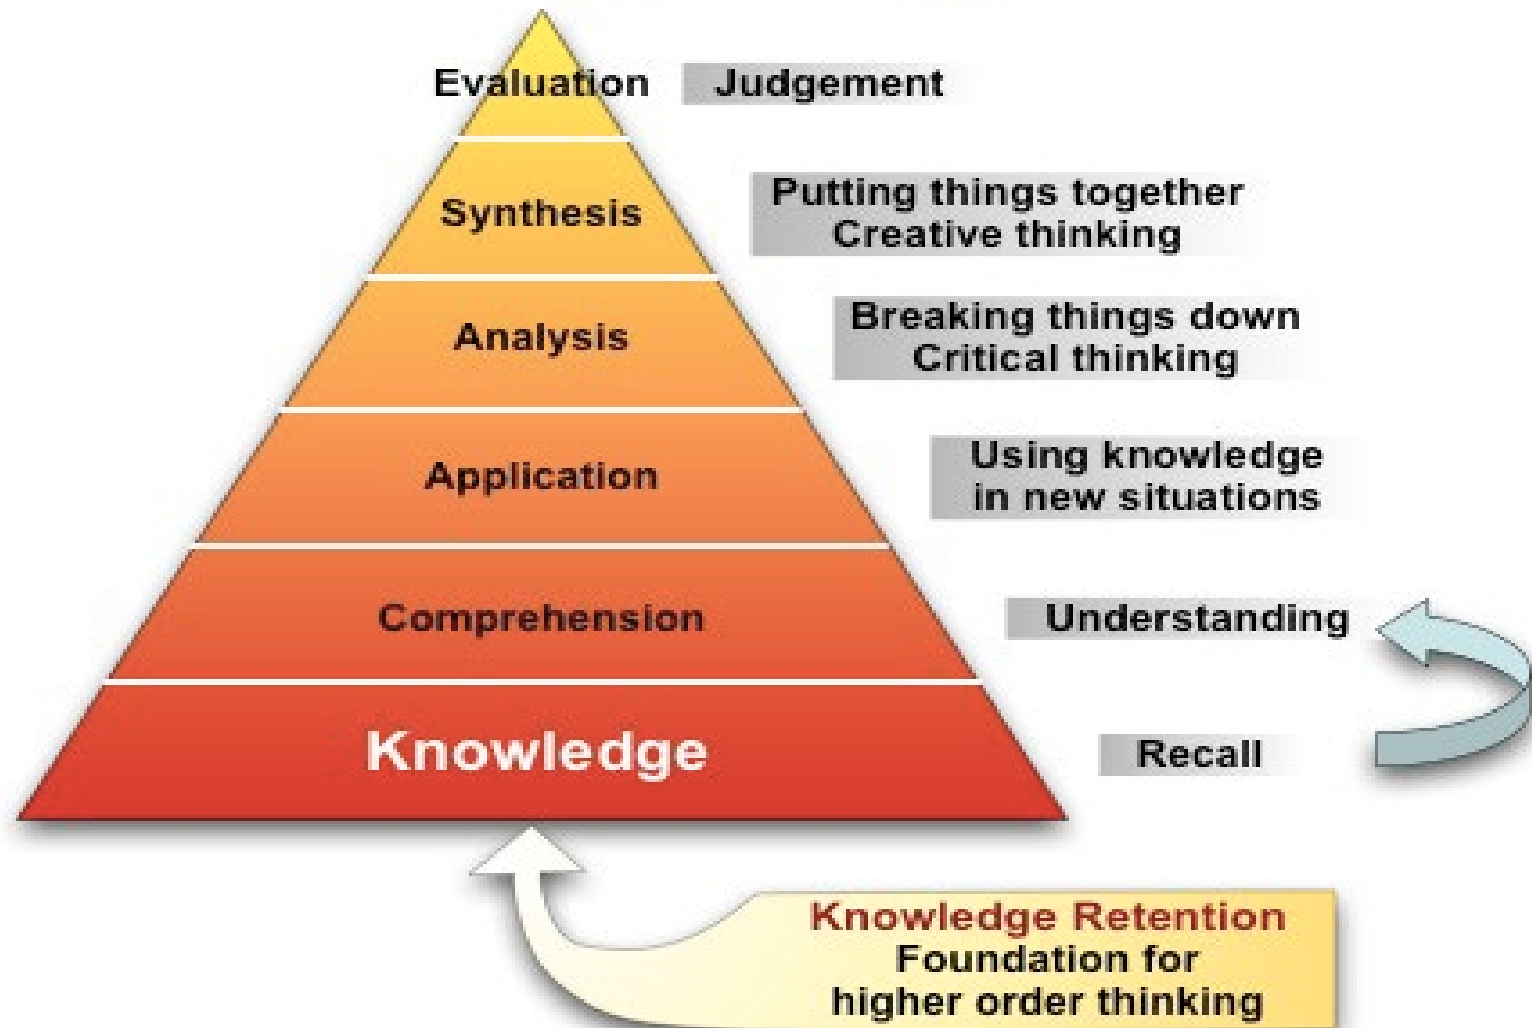 Evaluation
Judgement
Synthesis
Putting things together
Creative thinking
Analysis
Breaking things down
Critical thinking
Application
Using knowledge
in new situations
Comprehension
Understanding
Knowledge
Recall
Knowledge Retention
Foundation for
higher order thinking